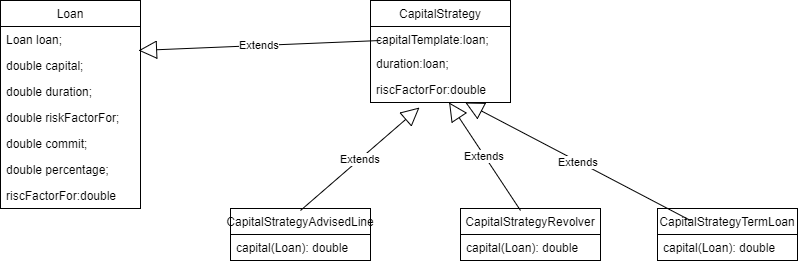 Loan
Loan loan;
double capital;
double duration;
double riskFactorFor;
double commit;
double percentage;
riscFactorFor:double
Extends
CapitalStrategy
capitalTemplate:loan;
duration:loan;
riscFactorFor:double
Extends
Extends
Extends
CapitalStrategyAdvisedLine
capital(Loan): double
CapitalStrategyRevolver
capital(Loan): double
CapitalStrategyTermLoan
capital(Loan): double